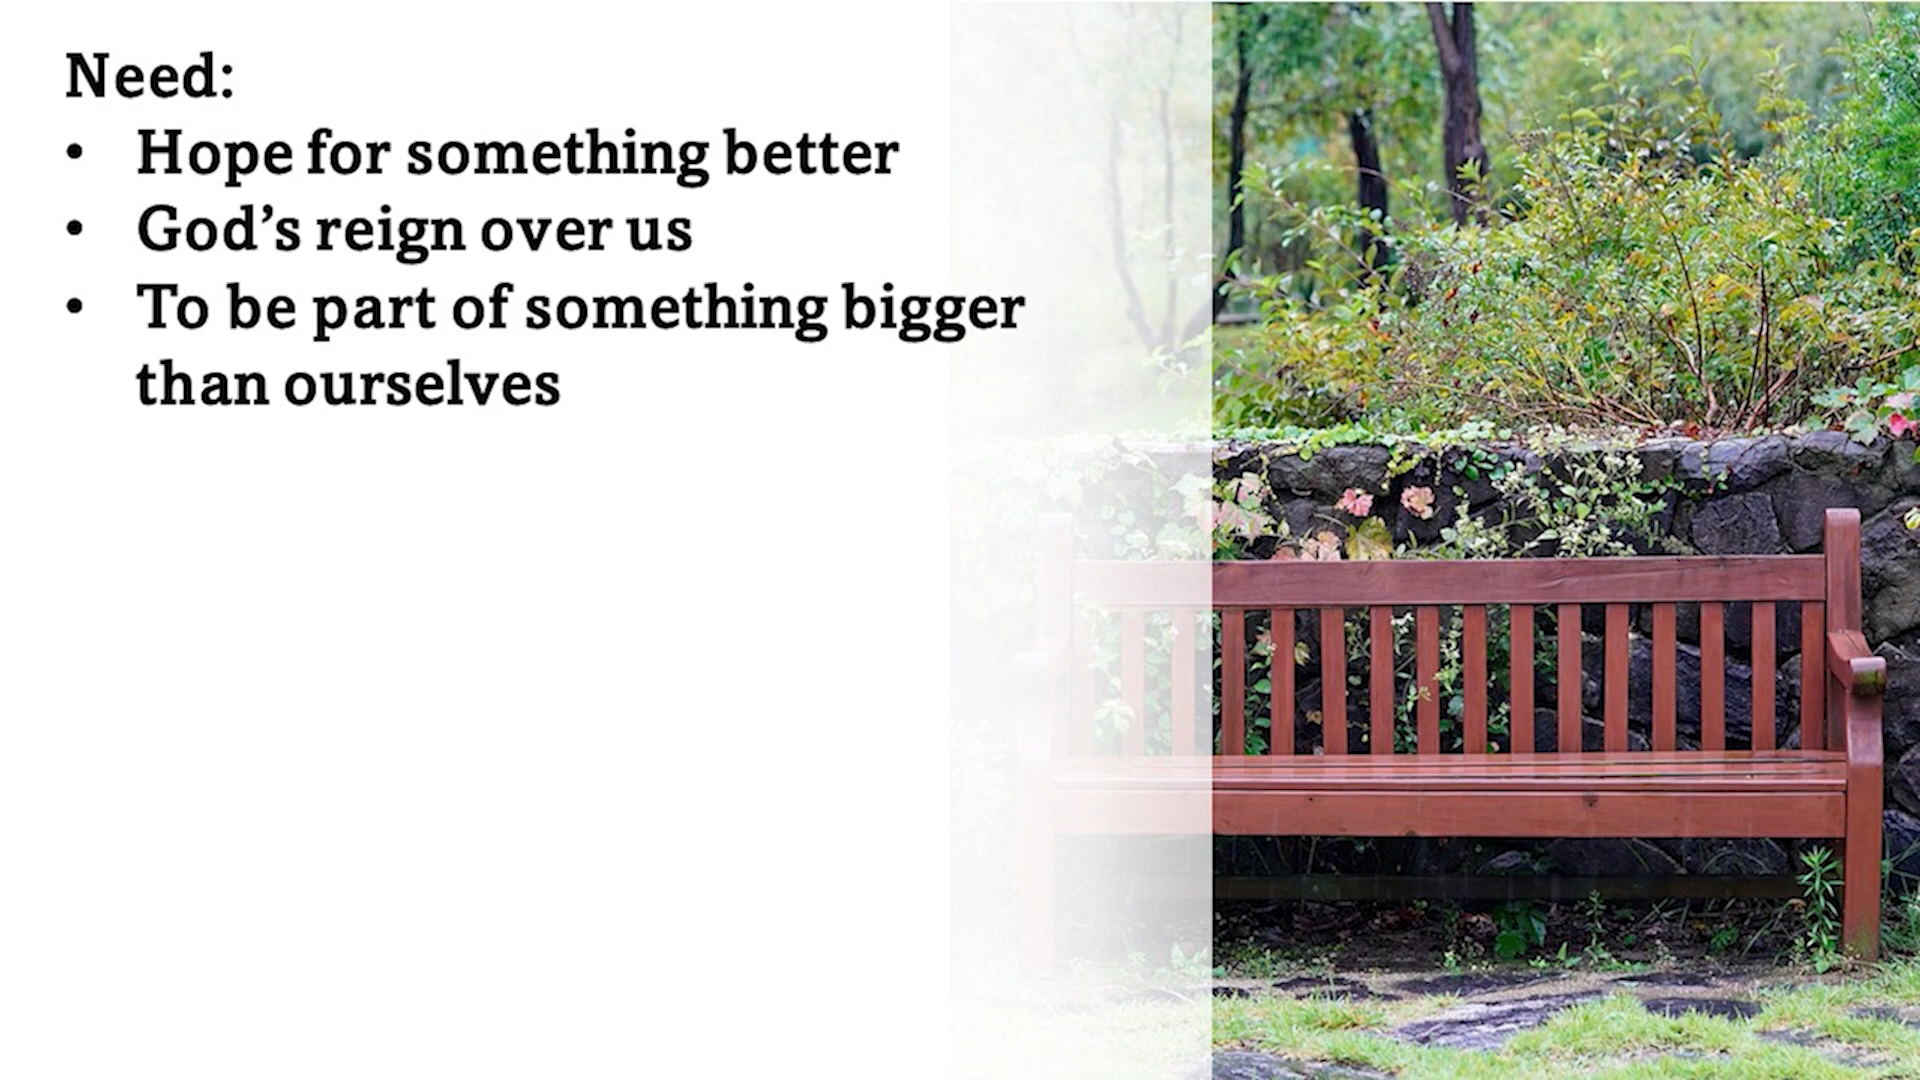 Need:
• Hope for something better
• God’s reign over us
• To be part of something bigger
than ourselves